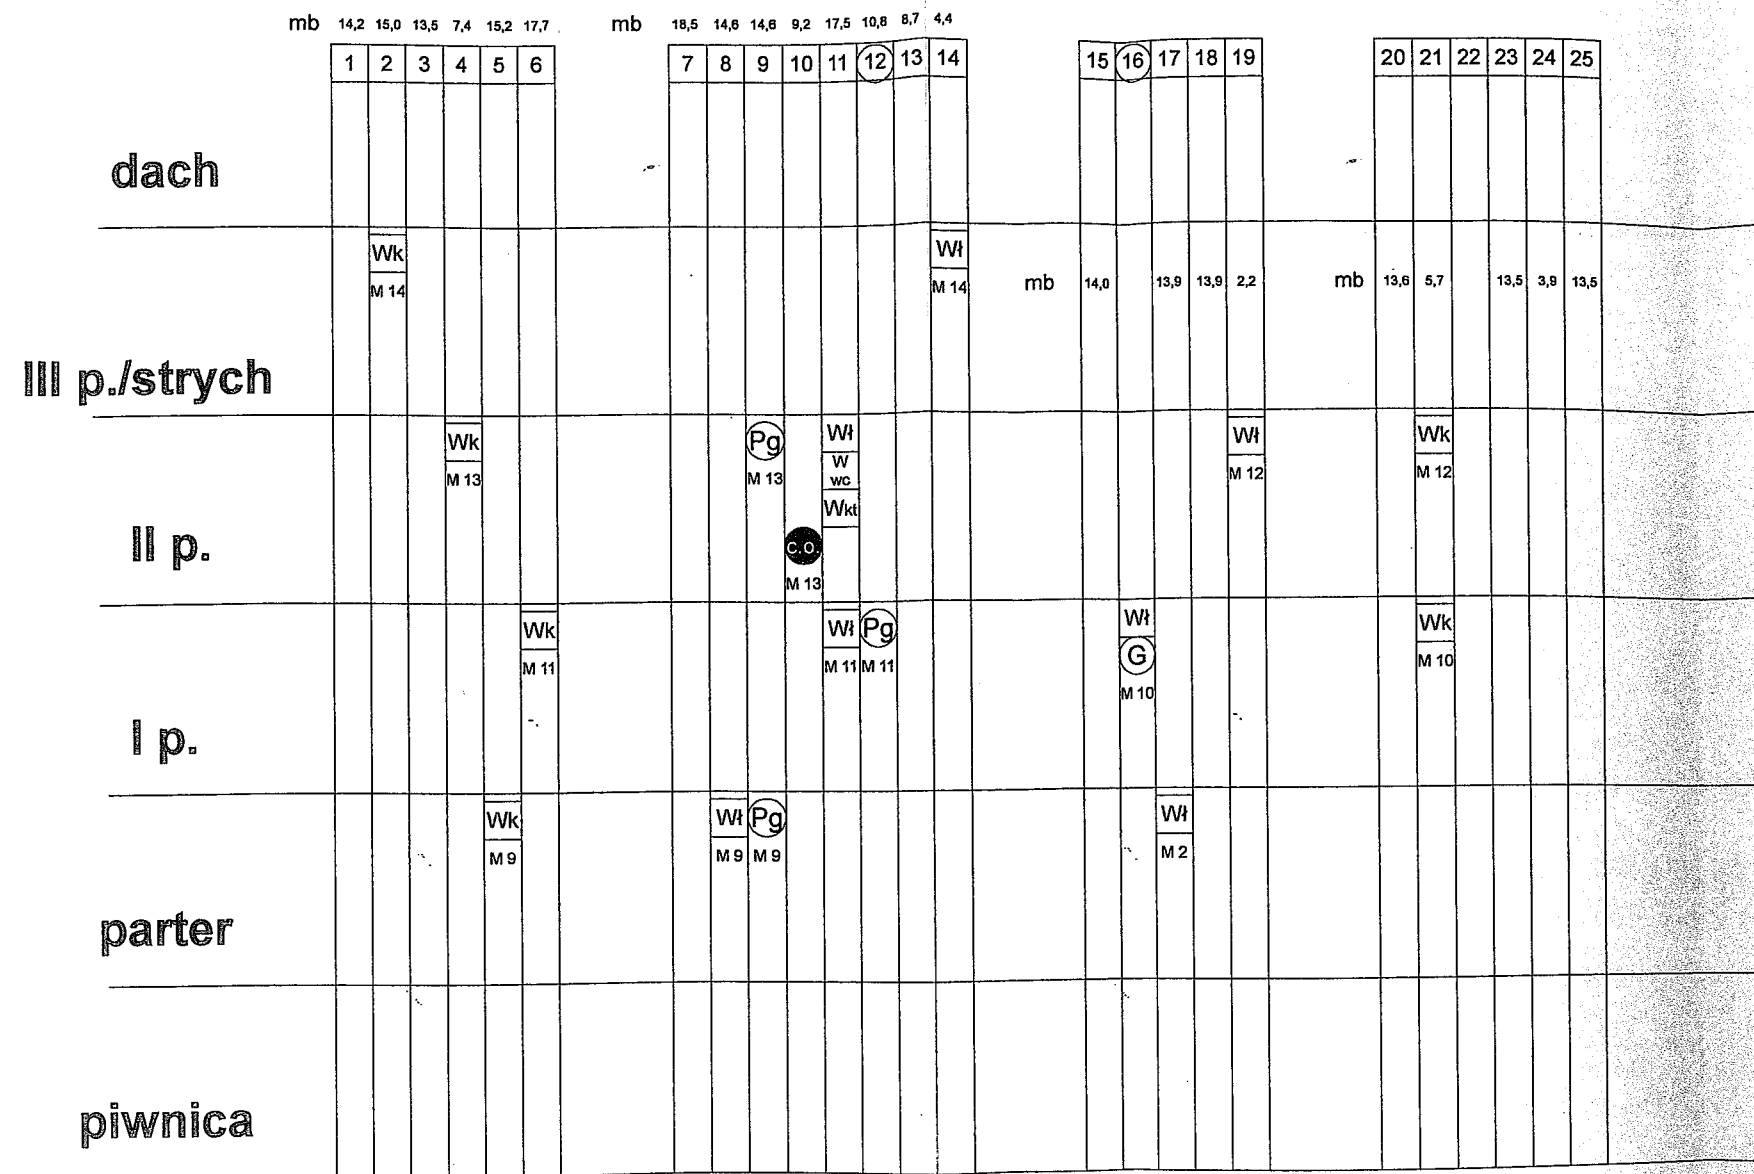 mb 14,2 15,0 13,5 7,4 15,2 17,7 mb 18,5 14,6 14,6 9,2 17,5 10,8 8,7 4,4
1 2 3 4 5 6 7 8 9 10 11 12 13 14 15 16 17 18 19 20 21 22 23 24 25
dach
Wk Wł
M 14 M 14
mb 14,0 13,9 13,9 2,2 mb 13,6 5,7 13,5 3,9 13,5
III p./strych
Wk Pg Wł Wł Wk
M 13 M 13 W M 12 M 12
wc
Wkt
II p.
c.o.
M 13
Wk Wł Pg Wł Wk
M 11 M 11 M 11 G M 10
M 10
I p.
Wk Wł Pg Wł
M 9 M 9 M 9 M 2
parter
piwnica